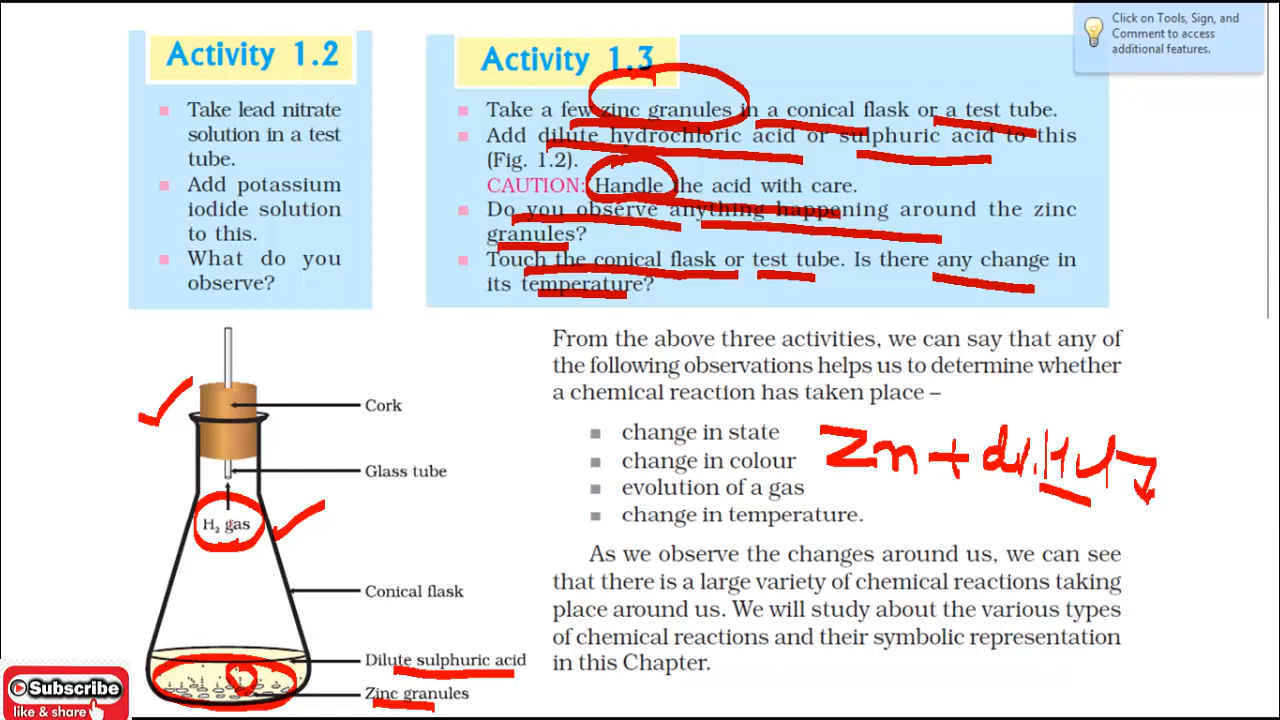 Click on Tools, Sign, and
Comment to access
additional features.
Activity 1.2
Take lead nitrate
solution in a test
tube.
Add potassium
iodide solution
to this.
What do you
observe?
Activity 1.3
Take a few zinc granules in a conical flask or a test tube.
Add dilute hydrochloric acid or sulphuric acid to this
(Fig. 1.2).
CAUTION: Handle the acid with care.
Do you observe anything happening around the zinc
granules?
Touch the conical flask or test tube. Is there any change in
its temperature?
Cork
Glass tube
H₂ gas
Conical flask
Dilute sulphuric acid
Zinc granules
From the above three activities, we can say that any of
the following observations helps us to determine whether
a chemical reaction has taken place –
change in state
change in colour
evolution of a gas
change in temperature.
Zn + dil.
As we observe the changes around us, we can see
that there is a large variety of chemical reactions taking
place around us. We will study about the various types
of chemical reactions and their symbolic representation
in this Chapter.
Subscribe
like & share